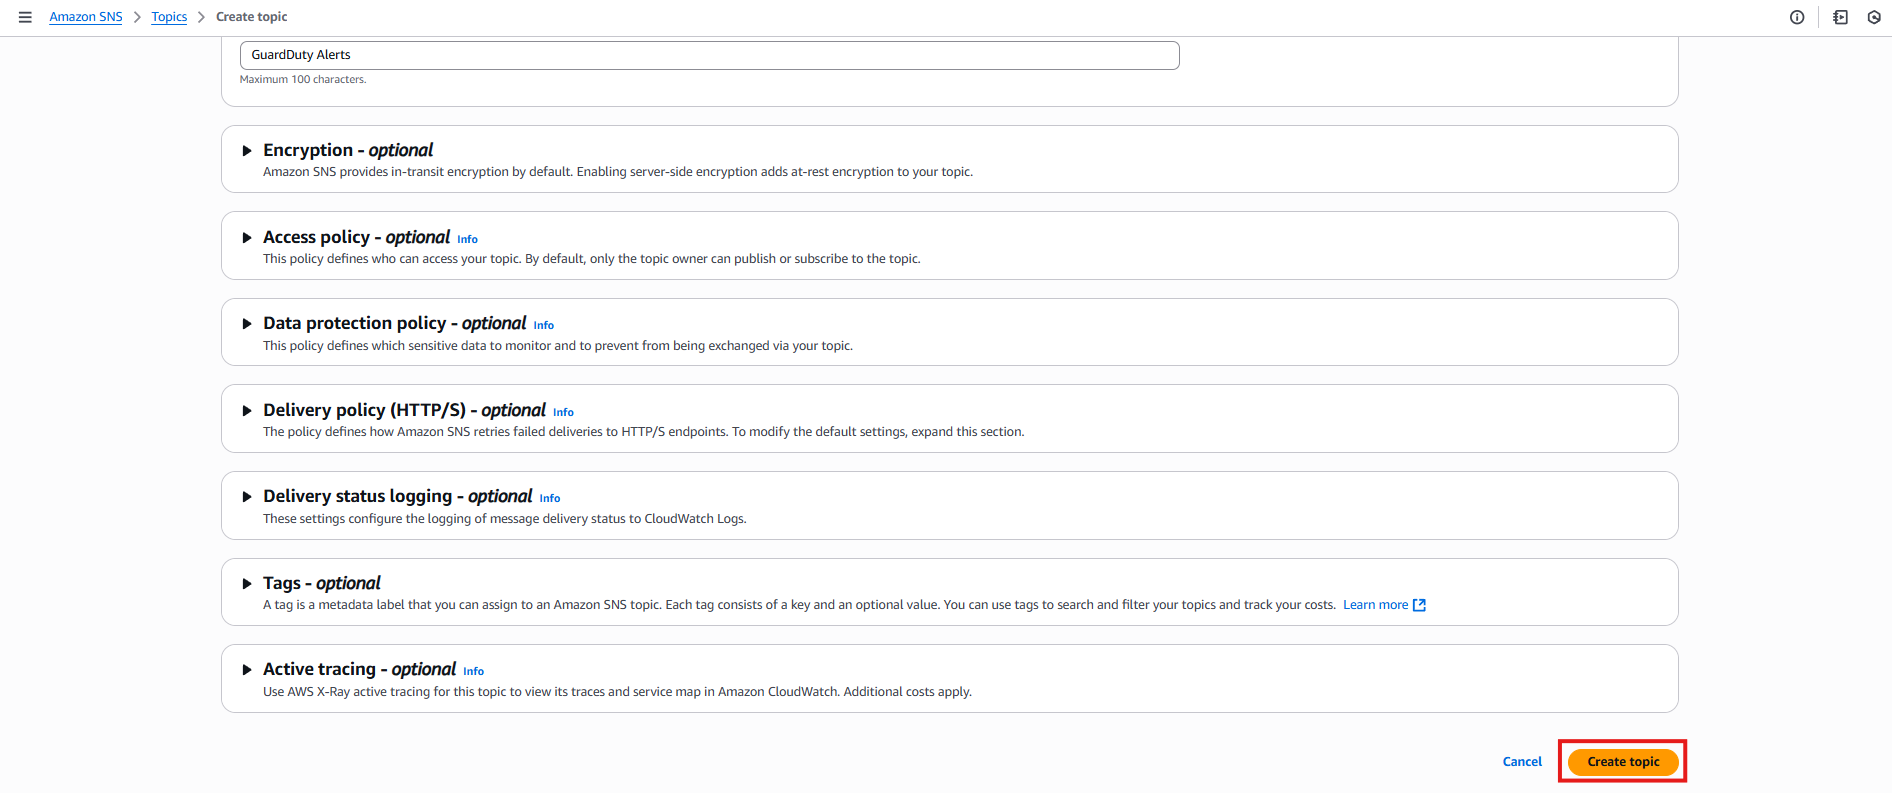 Amazon SNS > Topics > Create topic
GuardDuty Alerts
Maximum 100 characters.
Encryption - optional
Amazon SNS provides in-transit encryption by default. Enabling server-side encryption adds at-rest encryption to your topic.
Access policy - optional Info
This policy defines who can access your topic. By default, only the topic owner can publish or subscribe to the topic.
Data protection policy - optional Info
This policy defines which sensitive data to monitor and to prevent from being exchanged via your topic.
Delivery policy (HTTP/S) - optional Info
The policy defines how Amazon SNS retries failed deliveries to HTTP/S endpoints. To modify the default settings, expand this section.
Delivery status logging - optional Info
These settings configure the logging of message delivery status to CloudWatch Logs.
Tags - optional
A tag is a metadata label that you can assign to an Amazon SNS topic. Each tag consists of a key and an optional value. You can use tags to search and filter your topics and track your costs. Learn more
Active tracing - optional Info
Use AWS X-Ray active tracing for this topic to view its traces and service map in Amazon CloudWatch. Additional costs apply.
Cancel Create topic